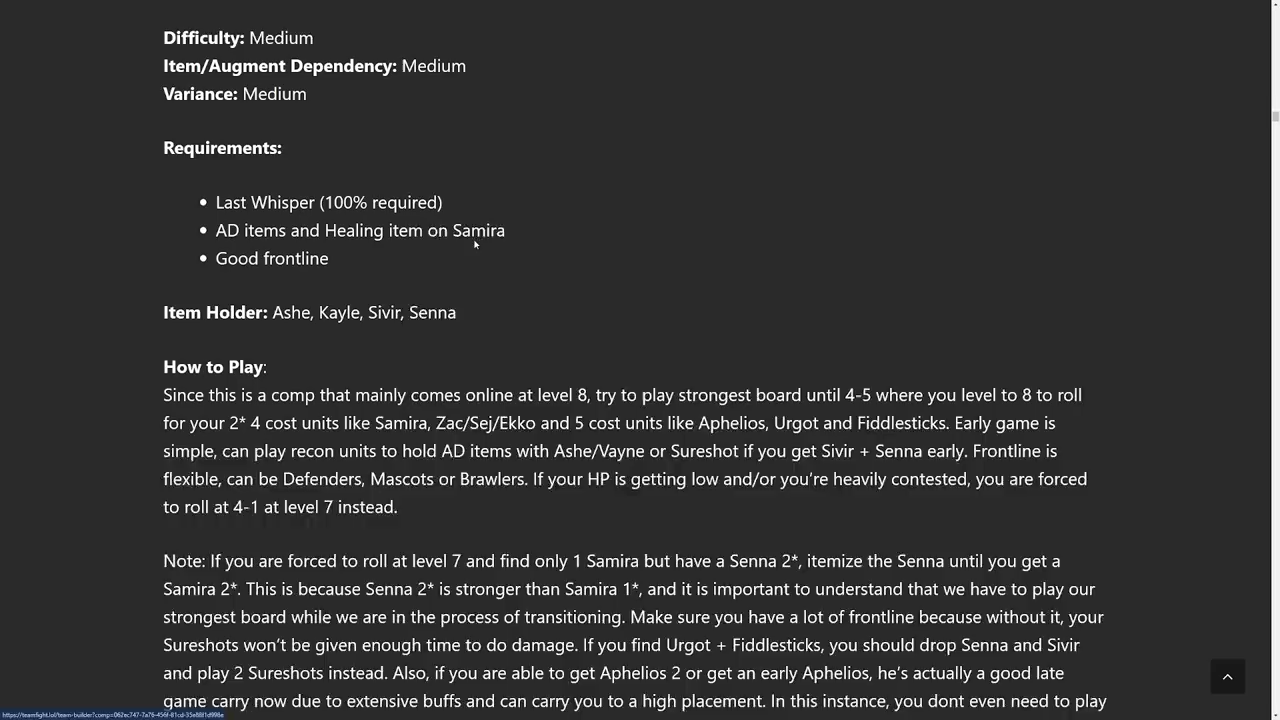 Difficulty: Medium
Item/Augment Dependency: Medium
Variance: Medium
Requirements:
• Last Whisper (100% required)
• AD items and Healing item on Samira
• Good frontline
Item Holder: Ashe, Kayle, Sivir, Senna
How to Play:
Since this is a comp that mainly comes online at level 8, try to play strongest board until 4-5 where you level to 8 to roll
for your 2* 4 cost units like Samira, Zac/Sej/Ekko and 5 cost units like Aphelios, Urgot and Fiddlesticks. Early game is
simple, can play recon units to hold AD items with Ashe/Vayne or Sureshot if you get Sivir + Senna early. Frontline is
flexible, can be Defenders, Mascots or Brawlers. If your HP is getting low and/or you’re heavily contested, you are forced
to roll at 4-1 at level 7 instead.
Note: If you are forced to roll at level 7 and find only 1 Samira but have a Senna 2*, itemize the Senna until you get a
Samira 2*. This is because Senna 2* is stronger than Samira 1*, and it is important to understand that we have to play our
strongest board while we are in the process of transitioning. Make sure you have a lot of frontline because without it, your
Sureshots won’t be given enough time to do damage. If you find Urgot + Fiddlesticks, you should drop Senna and Sivir
and play 2 Sureshots instead. Also, if you are able to get Aphelios 2 or get an early Aphelios, he’s actually a good late
game carry now due to extensive buffs and can carry you to a high placement. In this instance, you dont even need to play